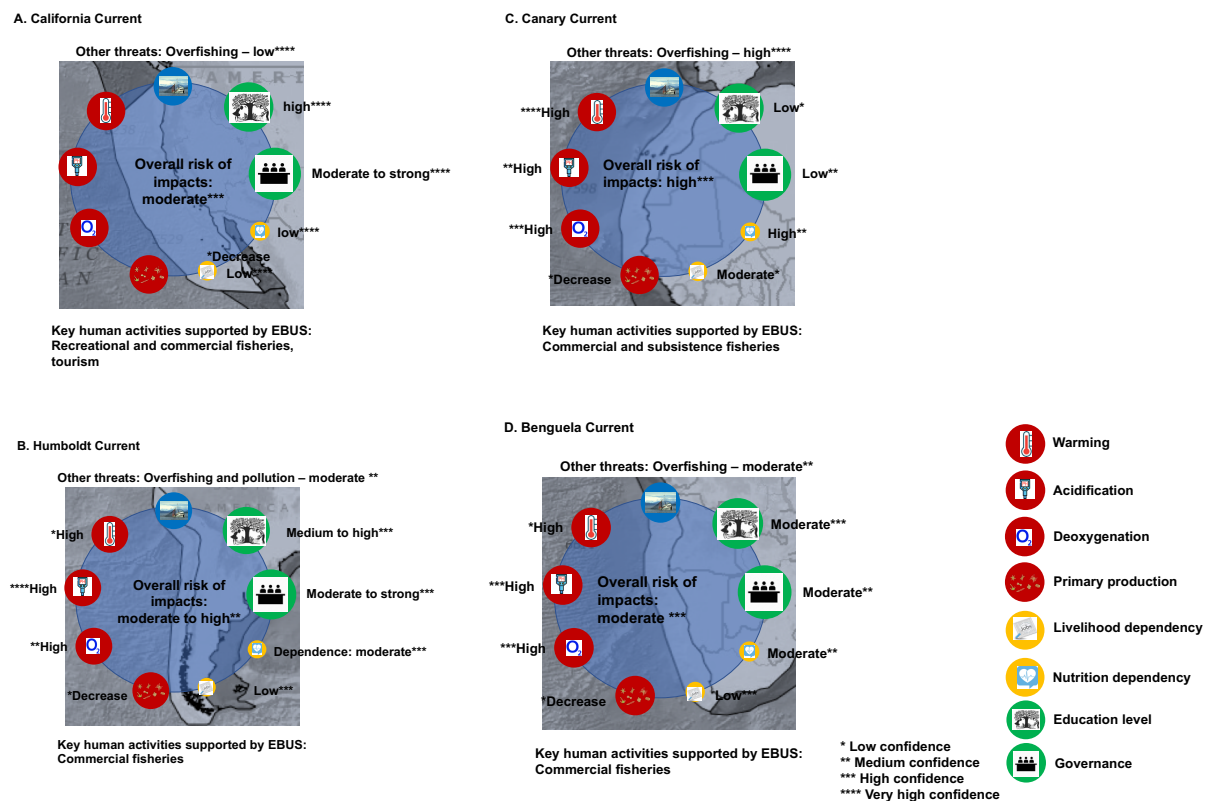 A. California Current
Other threats: Overfishing – low****
AMERI
high****
Overall risk of
impacts:
moderate***
Moderate to strong****
O2
low****
*Decrease
Low****
Key human activities supported by EBUS:
Recreational and commercial fisheries,
tourism
C. Canary Current
Other threats: Overfishing – high****
****High
Low*
**High
Overall risk of
impacts: high***
Low**
***High
O2
High**
*Decrease
Moderate*
Key human activities supported by EBUS:
Commercial and subsistence fisheries
B. Humboldt Current
Other threats: Overfishing and pollution – moderate **
*High
Medium to high***
****High
Overall risk of
impacts:
moderate to high**
Moderate to strong***
**High
O2
Dependence: moderate***
*Decrease
Low***
Key human activities supported by EBUS:
Commercial fisheries
D. Benguela Current
Other threats: Overfishing – moderate**
*High
Moderate***
***High
Overall risk of
impacts:
moderate ***
Moderate**
***High
O2
Moderate**
*Decrease
*Low***
Key human activities supported by EBUS:
Commercial fisheries
Warming
Acidification
O2
Deoxygenation
Primary production
Livelihood dependency
Nutrition dependency
Education level
Governance
* Low confidence
** Medium confidence
*** High confidence
**** Very high confidence